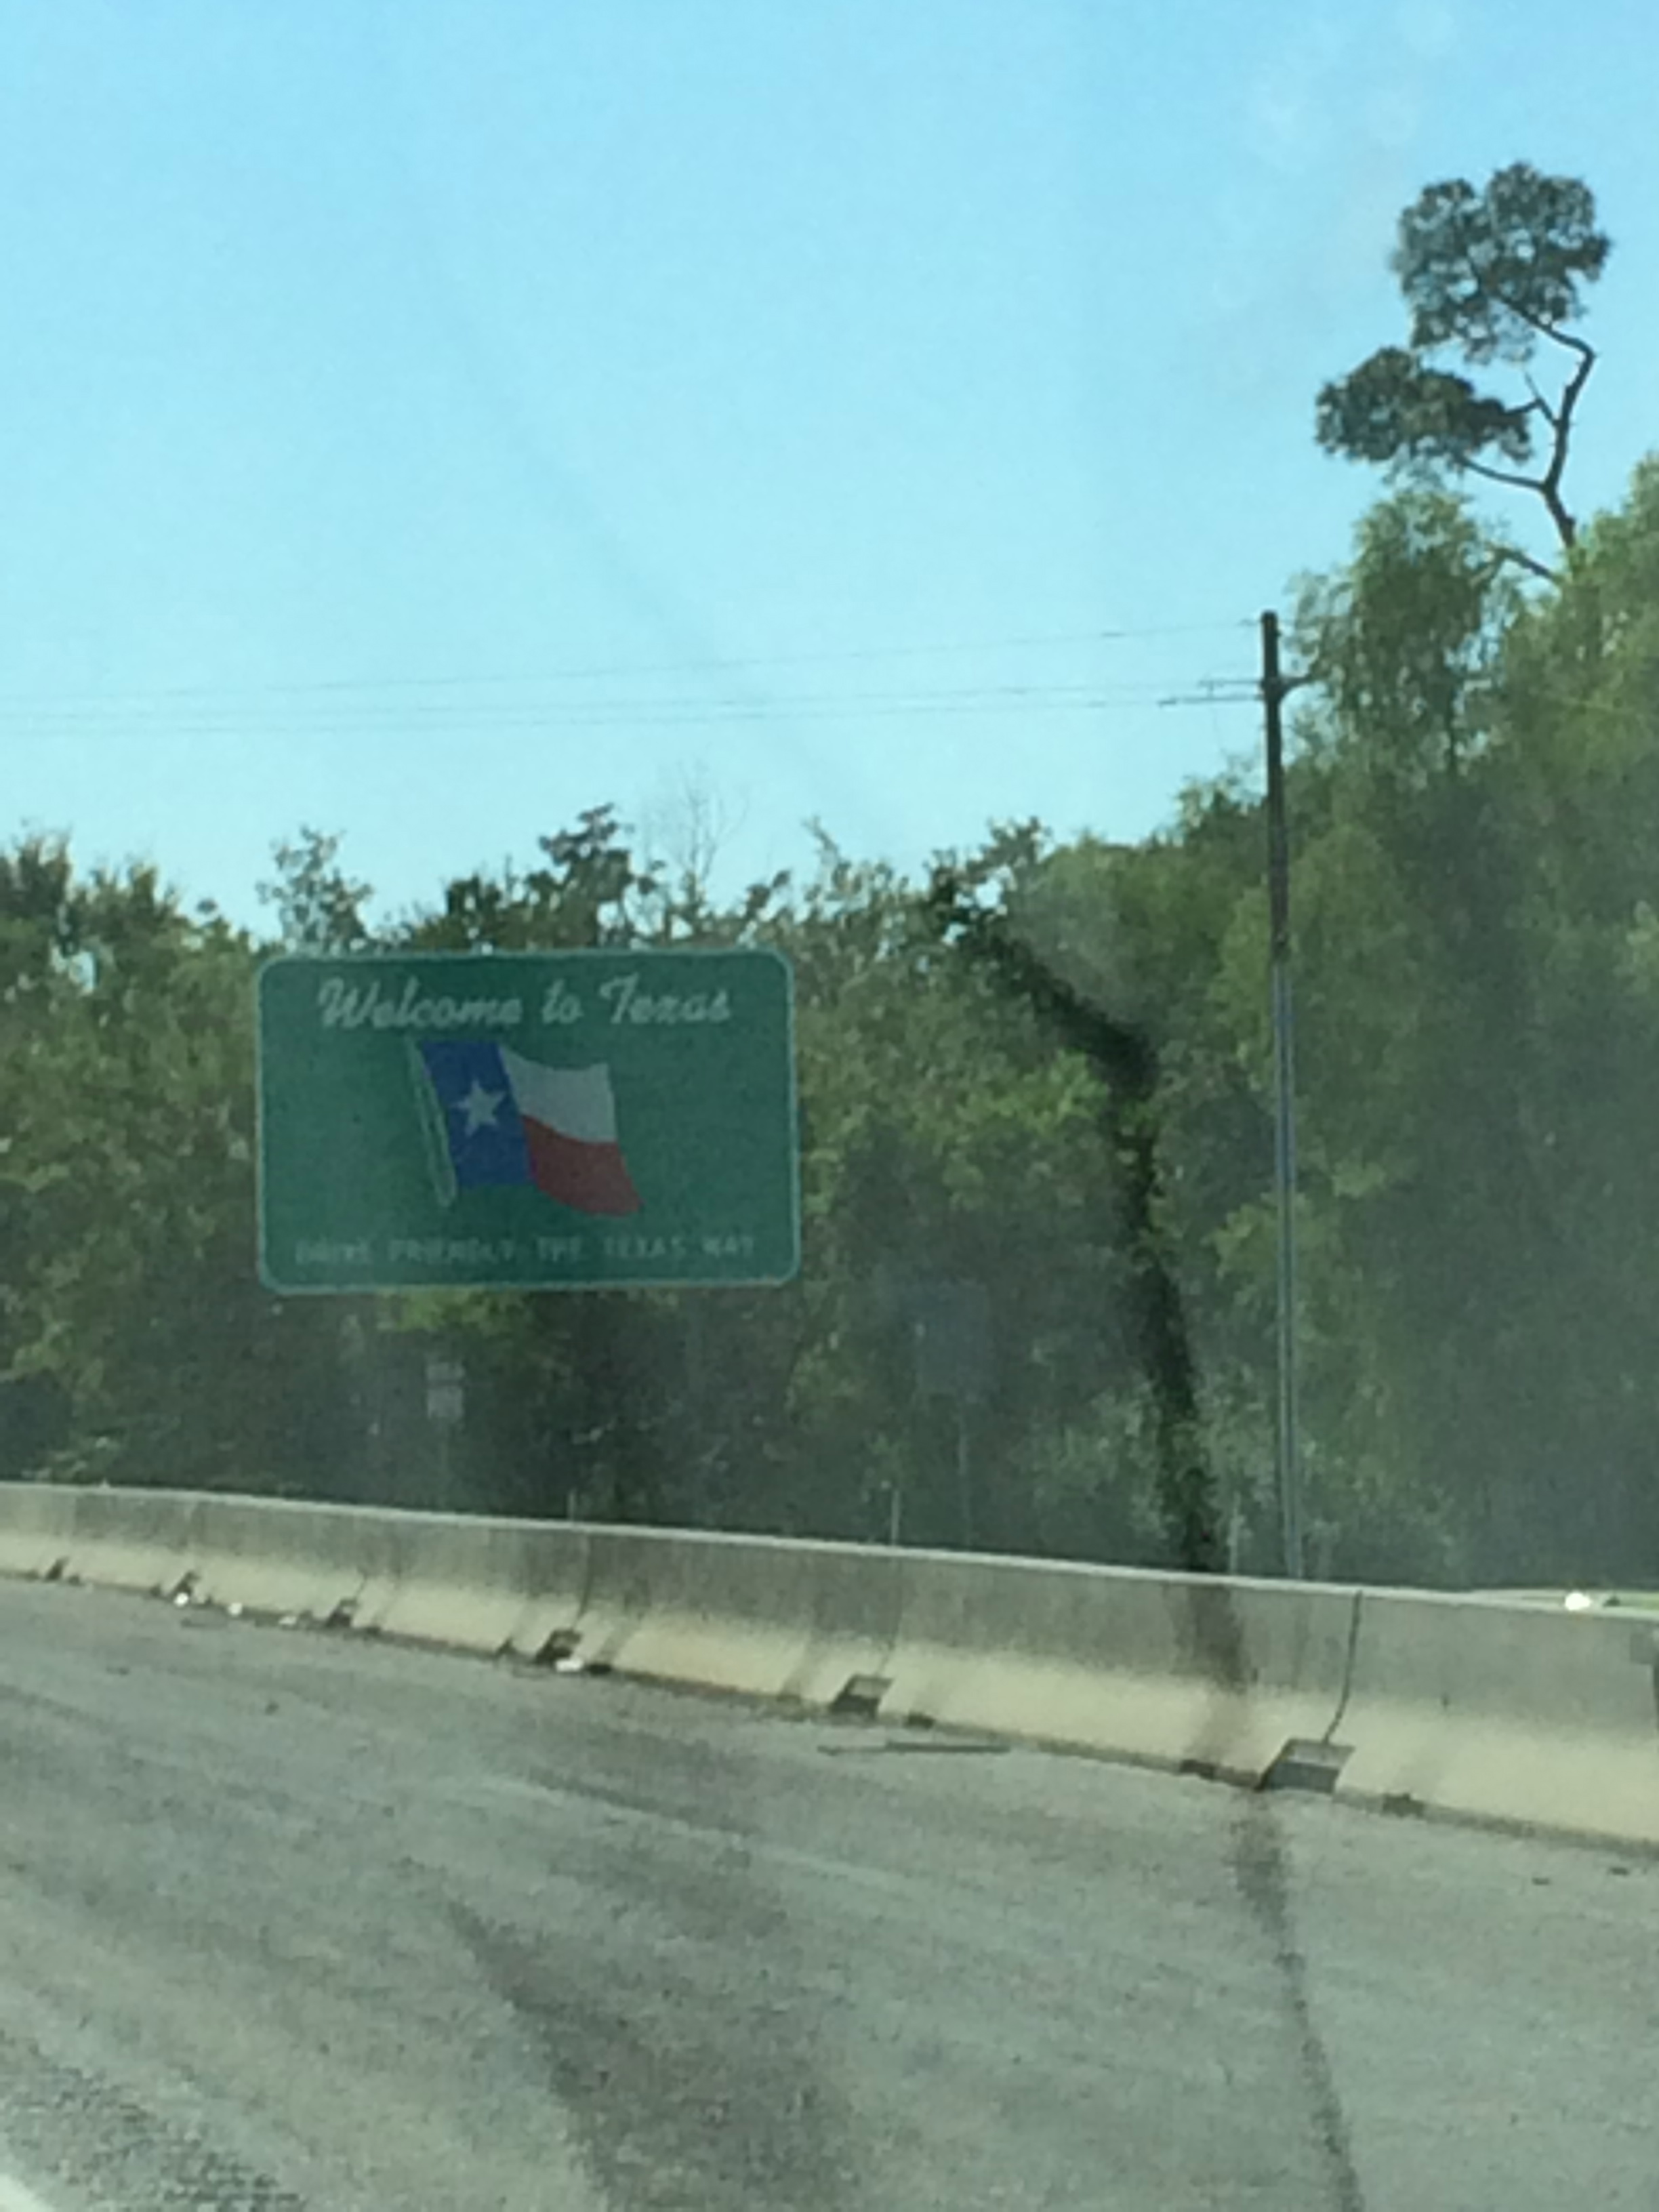 Welcome to Texas
DRIVE FRIENDLY-THE TEXAS WAY